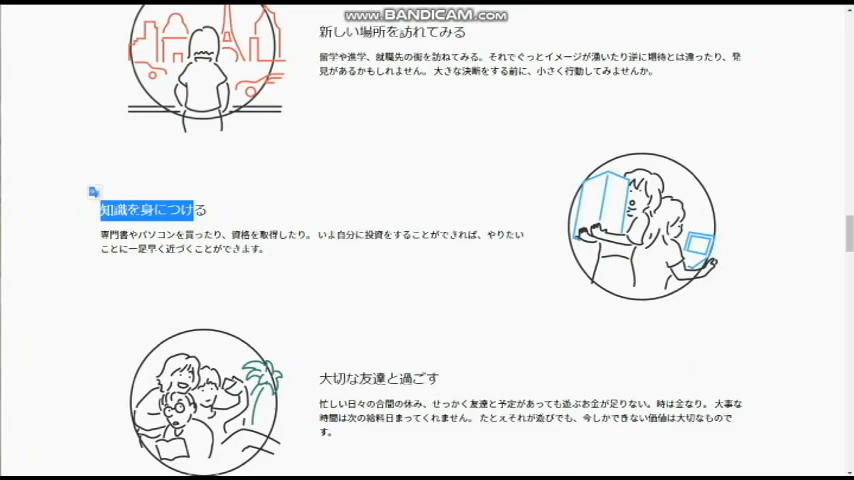 www.BANDICAM.com
新しい場所を訪れてみる
留学や進学、就職先の街を訪ねてみる。それでぐっとイメージが湧いたり逆に期待とは違ったり、発
見があるかもしれません。 大きな決断をする前に、小さく行動してみませんか。
知識を身につける
専門書やパソコンを買ったり、資格を取得したり。 いま自分に投資をすることができれば、やりたい
ことに一足早く近づくことができます。
大切な友達と過ごす
忙しい日々の合間の休み、せっかく友達と予定があっても遊ぶお金が足りない。時は金なり。 大事な
時間は次の給料日まってくれません。 たとえそれが遊びでも、今しかできない価値は大切なもので
す。